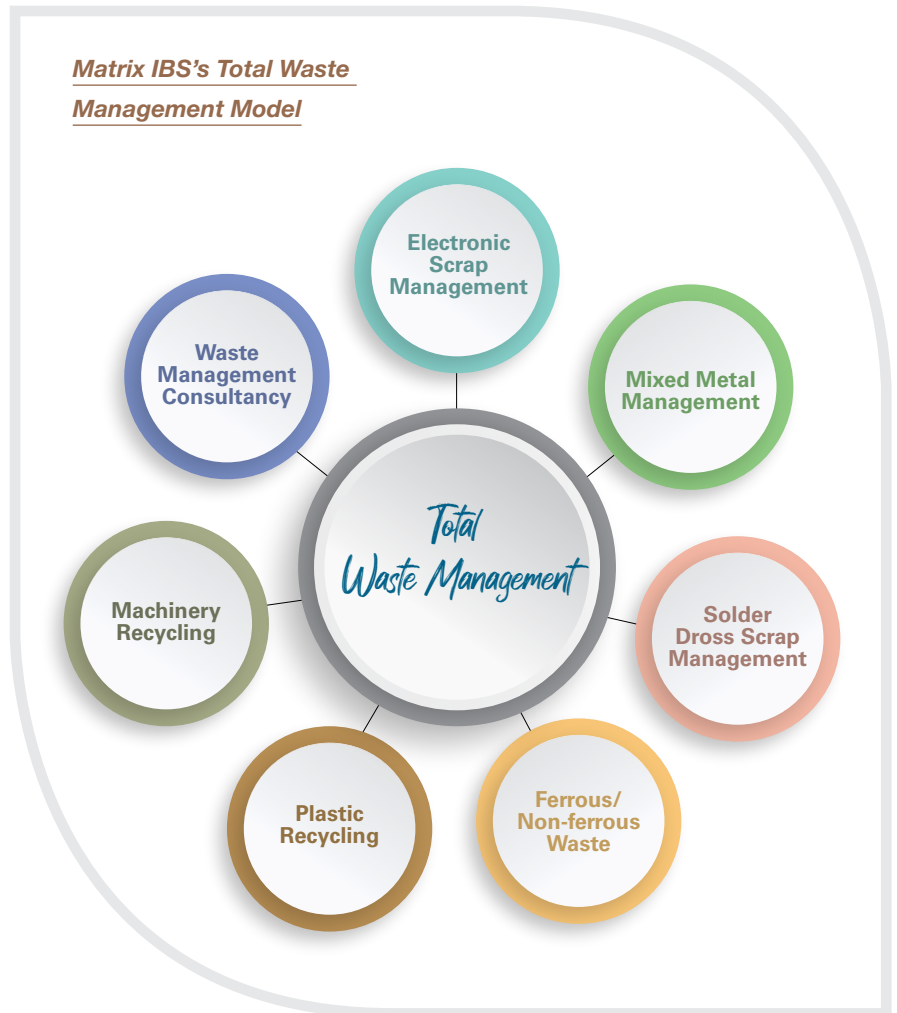 Matrix IBS's Total Waste
Management Model
Electronic
Scrap
Management
Mixed Metal
Management
Solder
Dross Scrap
Management
Ferrous/
Non-ferrous
Waste
Plastic
Recycling
Machinery
Recycling
Waste
Management
Consultancy
Total
Waste Management